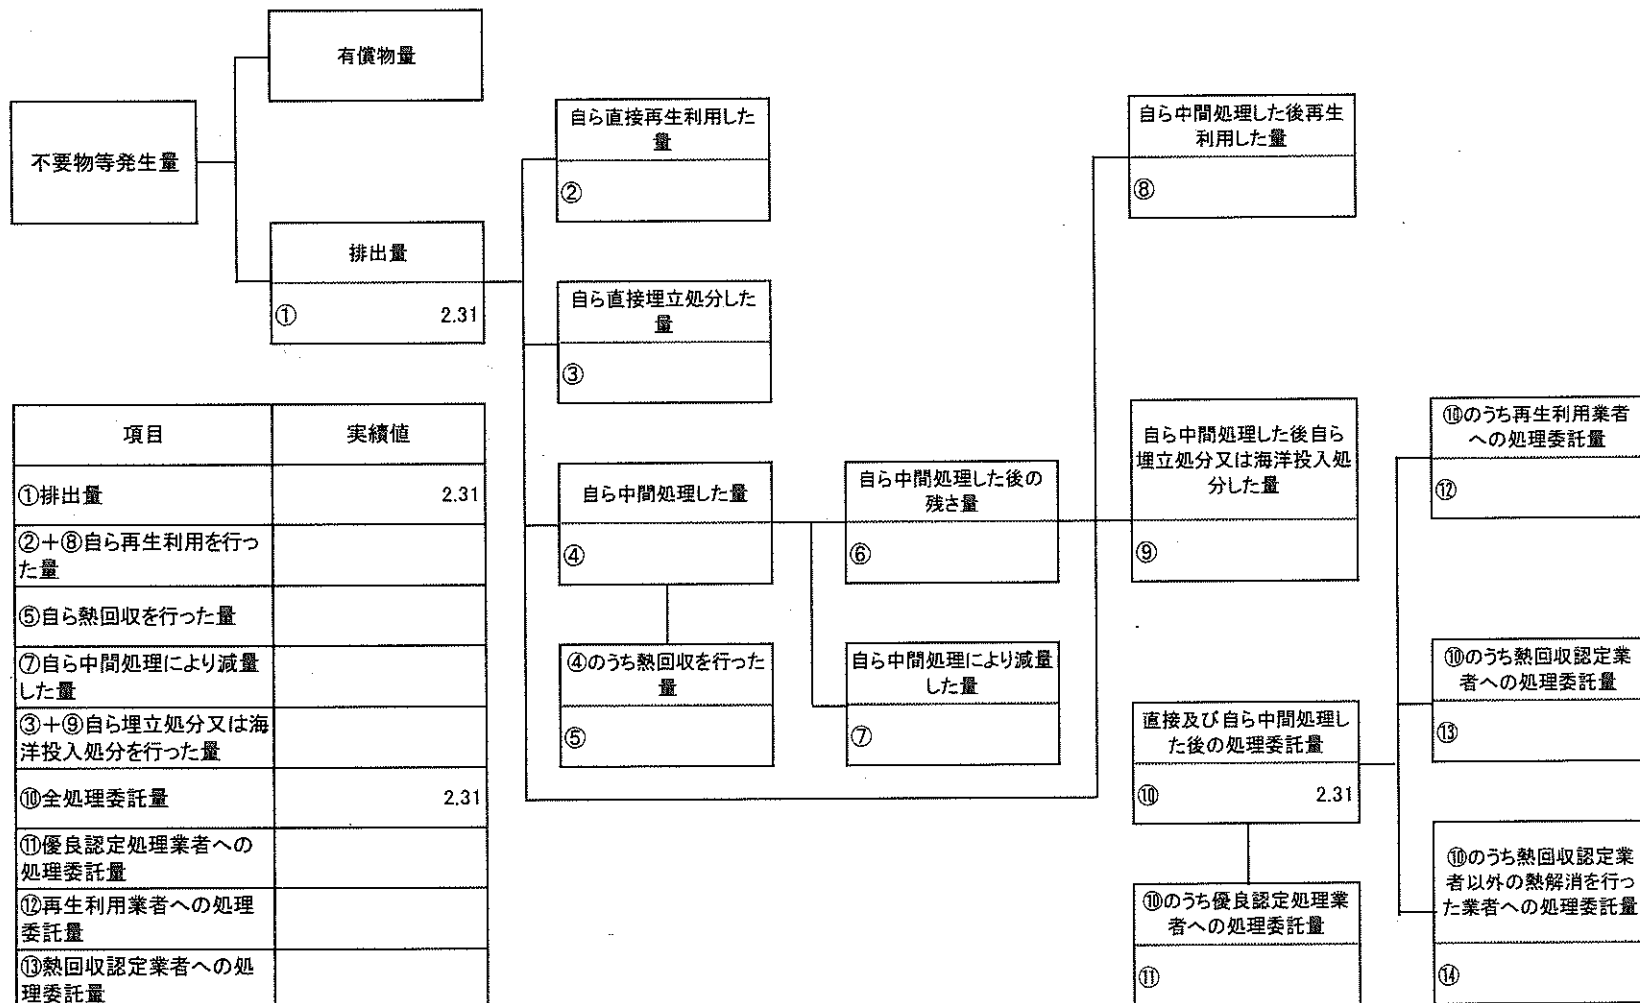 有償物量
不要物等発生量
排出量
① 2.31
自ら直接再生利用した
量
②
自ら直接埋立処分した
量
③
自ら中間処理した量
④
④のうち熱回収を行った
量
⑤
自ら中間処理した後の
残さ量
⑥
自ら中間処理により減量
した量
⑦
自ら中間処理した後再生
利用した量
⑧
自ら中間処理した後自ら
埋立処分又は海洋投入処
分した量
⑨
直接及び自ら中間処理し
た後の処理委託量
⑩ 2.31
⑩のうち優良認定処理業
者への処理委託量
⑪
⑩のうち再生利用業者
への処理委託量
⑫
⑩のうち熱回収認定業
者への処理委託量
⑬
⑩のうち熱回収認定業
者以外の熱解消を行っ
た業者への処理委託量
⑭
項目 実績値
①排出量 2.31
②+⑧自ら再生利用を行っ
た量
⑤自ら熱回収を行った量
⑦自ら中間処理により減量
した量
③+⑨自ら埋立処分又は海
洋投入処分を行った量
⑩全処理委託量 2.31
⑪優良認定処理業者への
処理委託量
⑫再生利用業者への処理
委託量
⑬熱回収認定業者への処
理委託量